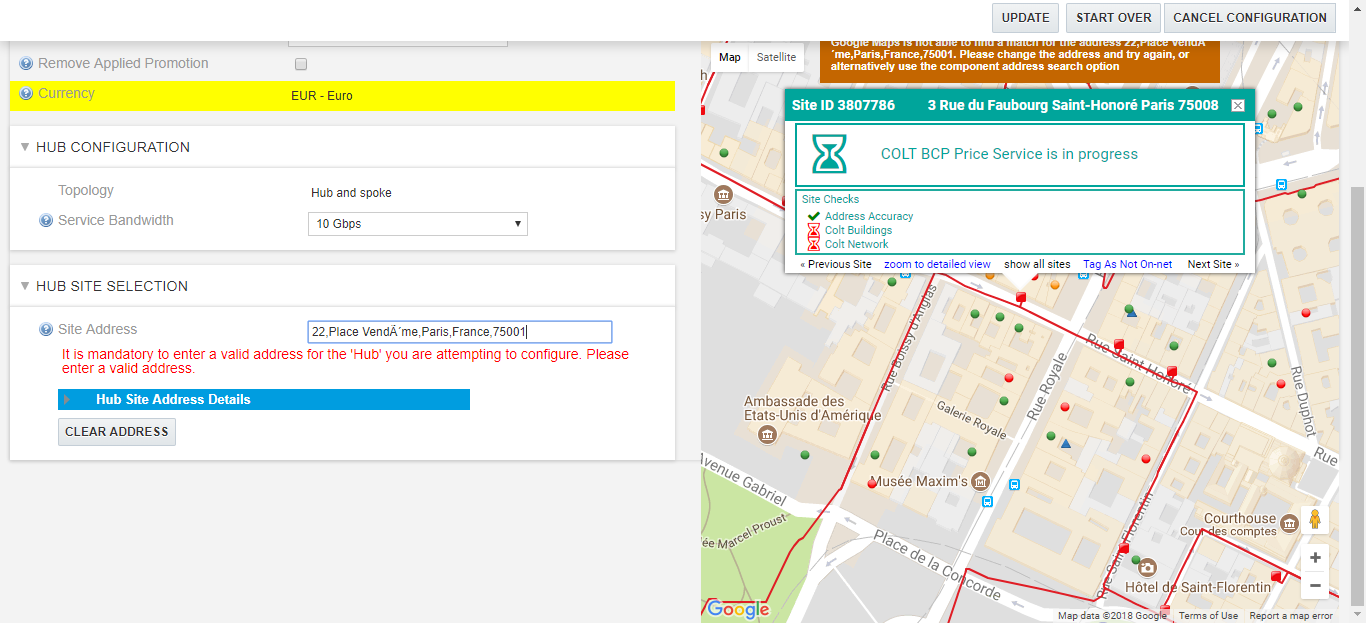 UPDATE
START OVER
CANCEL CONFIGURATION
Remove Applied Promotion
Currency
EUR - Euro
HUB CONFIGURATION
Topology
Hub and spoke
Service Bandwidth
10 Gbps
HUB SITE SELECTION
Site Address
22,Place VendÃ´me,Paris,France,75001
It is mandatory to enter a valid address for the 'Hub' you are attempting to configure. Please
enter a valid address.
Hub Site Address Details
CLEAR ADDRESS
Map
Satellite
Google Maps is not able to find a match for the address 22,Place VendÃ
´me,Paris,France,75001. Please change the address and try again, or
alternatively use the component address search option
Site ID 3807786
3 Rue du Faubourg Saint-Honoré Paris 75008
COLT BCP Price Service is in progress
Site Checks
Address Accuracy
Colt Buildings
Colt Network
« Previous Site
zoom to detailed view
show all sites
Tag As Not On-net
Next Site »
sy Paris
Rue Boissy d'Anglas
Rue Saint Honoré
Rue Royale
Rue Duphot
Ambassade des
Etats-Unis d'Amérique
Galerie Royale
Rue
Avenue Gabriel
Musée Maxim's
Rue Saint-Florentin
Courthouse
Cour des comptes
ée Marcel Proust
Place de la Concorde
Hôtel de Saint-Florentin
Google
Map data ©2018 Google
Terms of Use
Report a map error